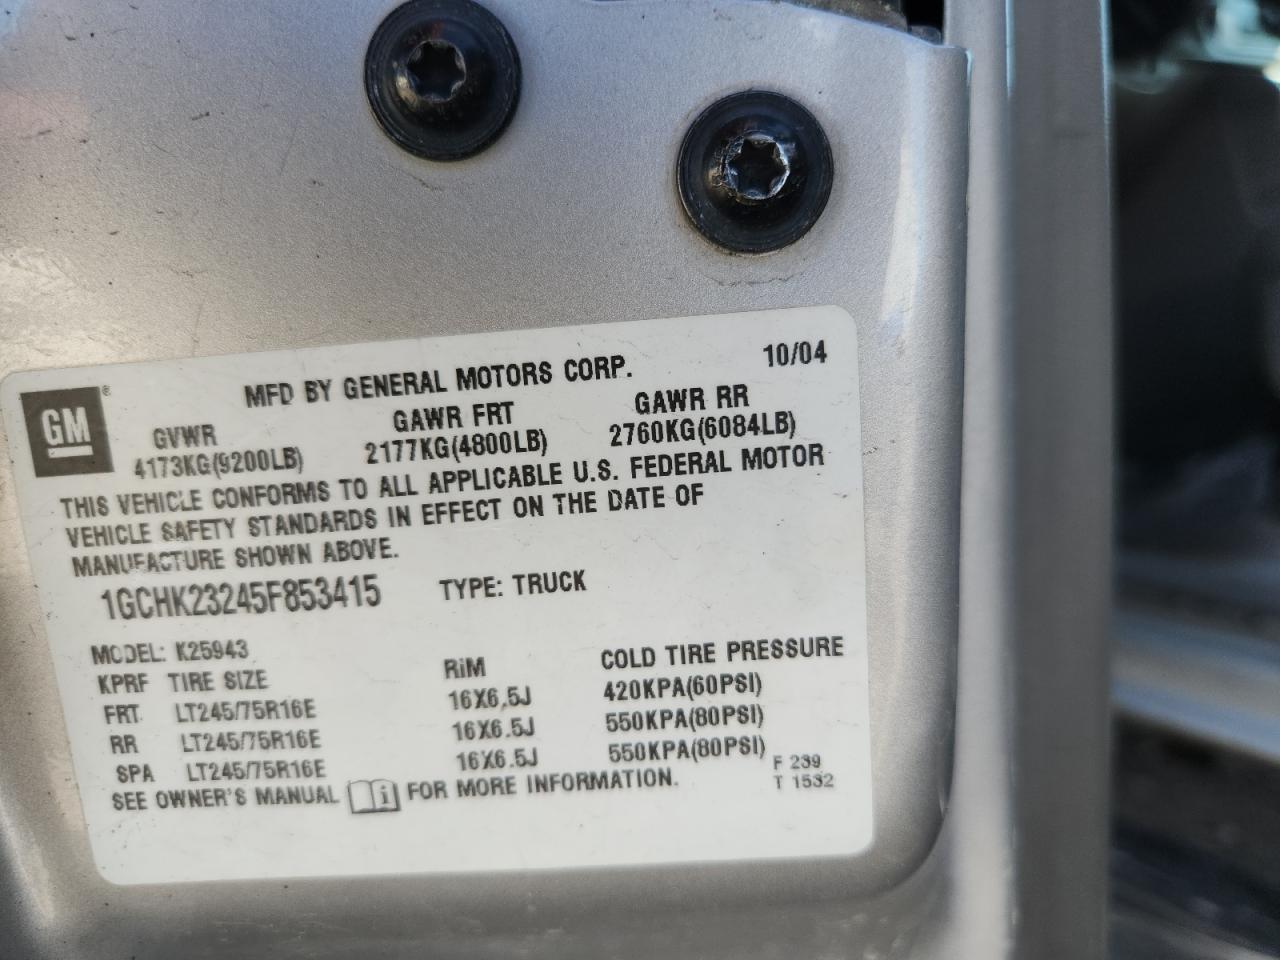 10/04
MFD BY GENERAL MOTORS CORP.
GM ®
GVWR GAWR FRT GAWR RR
4173KG(9200LB) 2177KG(4800LB) 2760KG(6084LB)
THIS VEHICLE CONFORMS TO ALL APPLICABLE U.S. FEDERAL MOTOR
VEHICLE SAFETY STANDARDS IN EFFECT ON THE DATE OF
MANUFACTURE SHOWN ABOVE.
1GCHK23245F853415 TYPE: TRUCK
MODEL: K25943
KPRF TIRE SIZE RiM COLD TIRE PRESSURE
FRT LT245/75R16E 16X6.5J 420KPA(60PSI)
RR LT245/75R16E 16X6.5J 550KPA(80PSI)
SPA LT245/75R16E 16X6.5J 550KPA(80PSI)
SEE OWNER'S MANUAL i FOR MORE INFORMATION.
F 239
T 1532